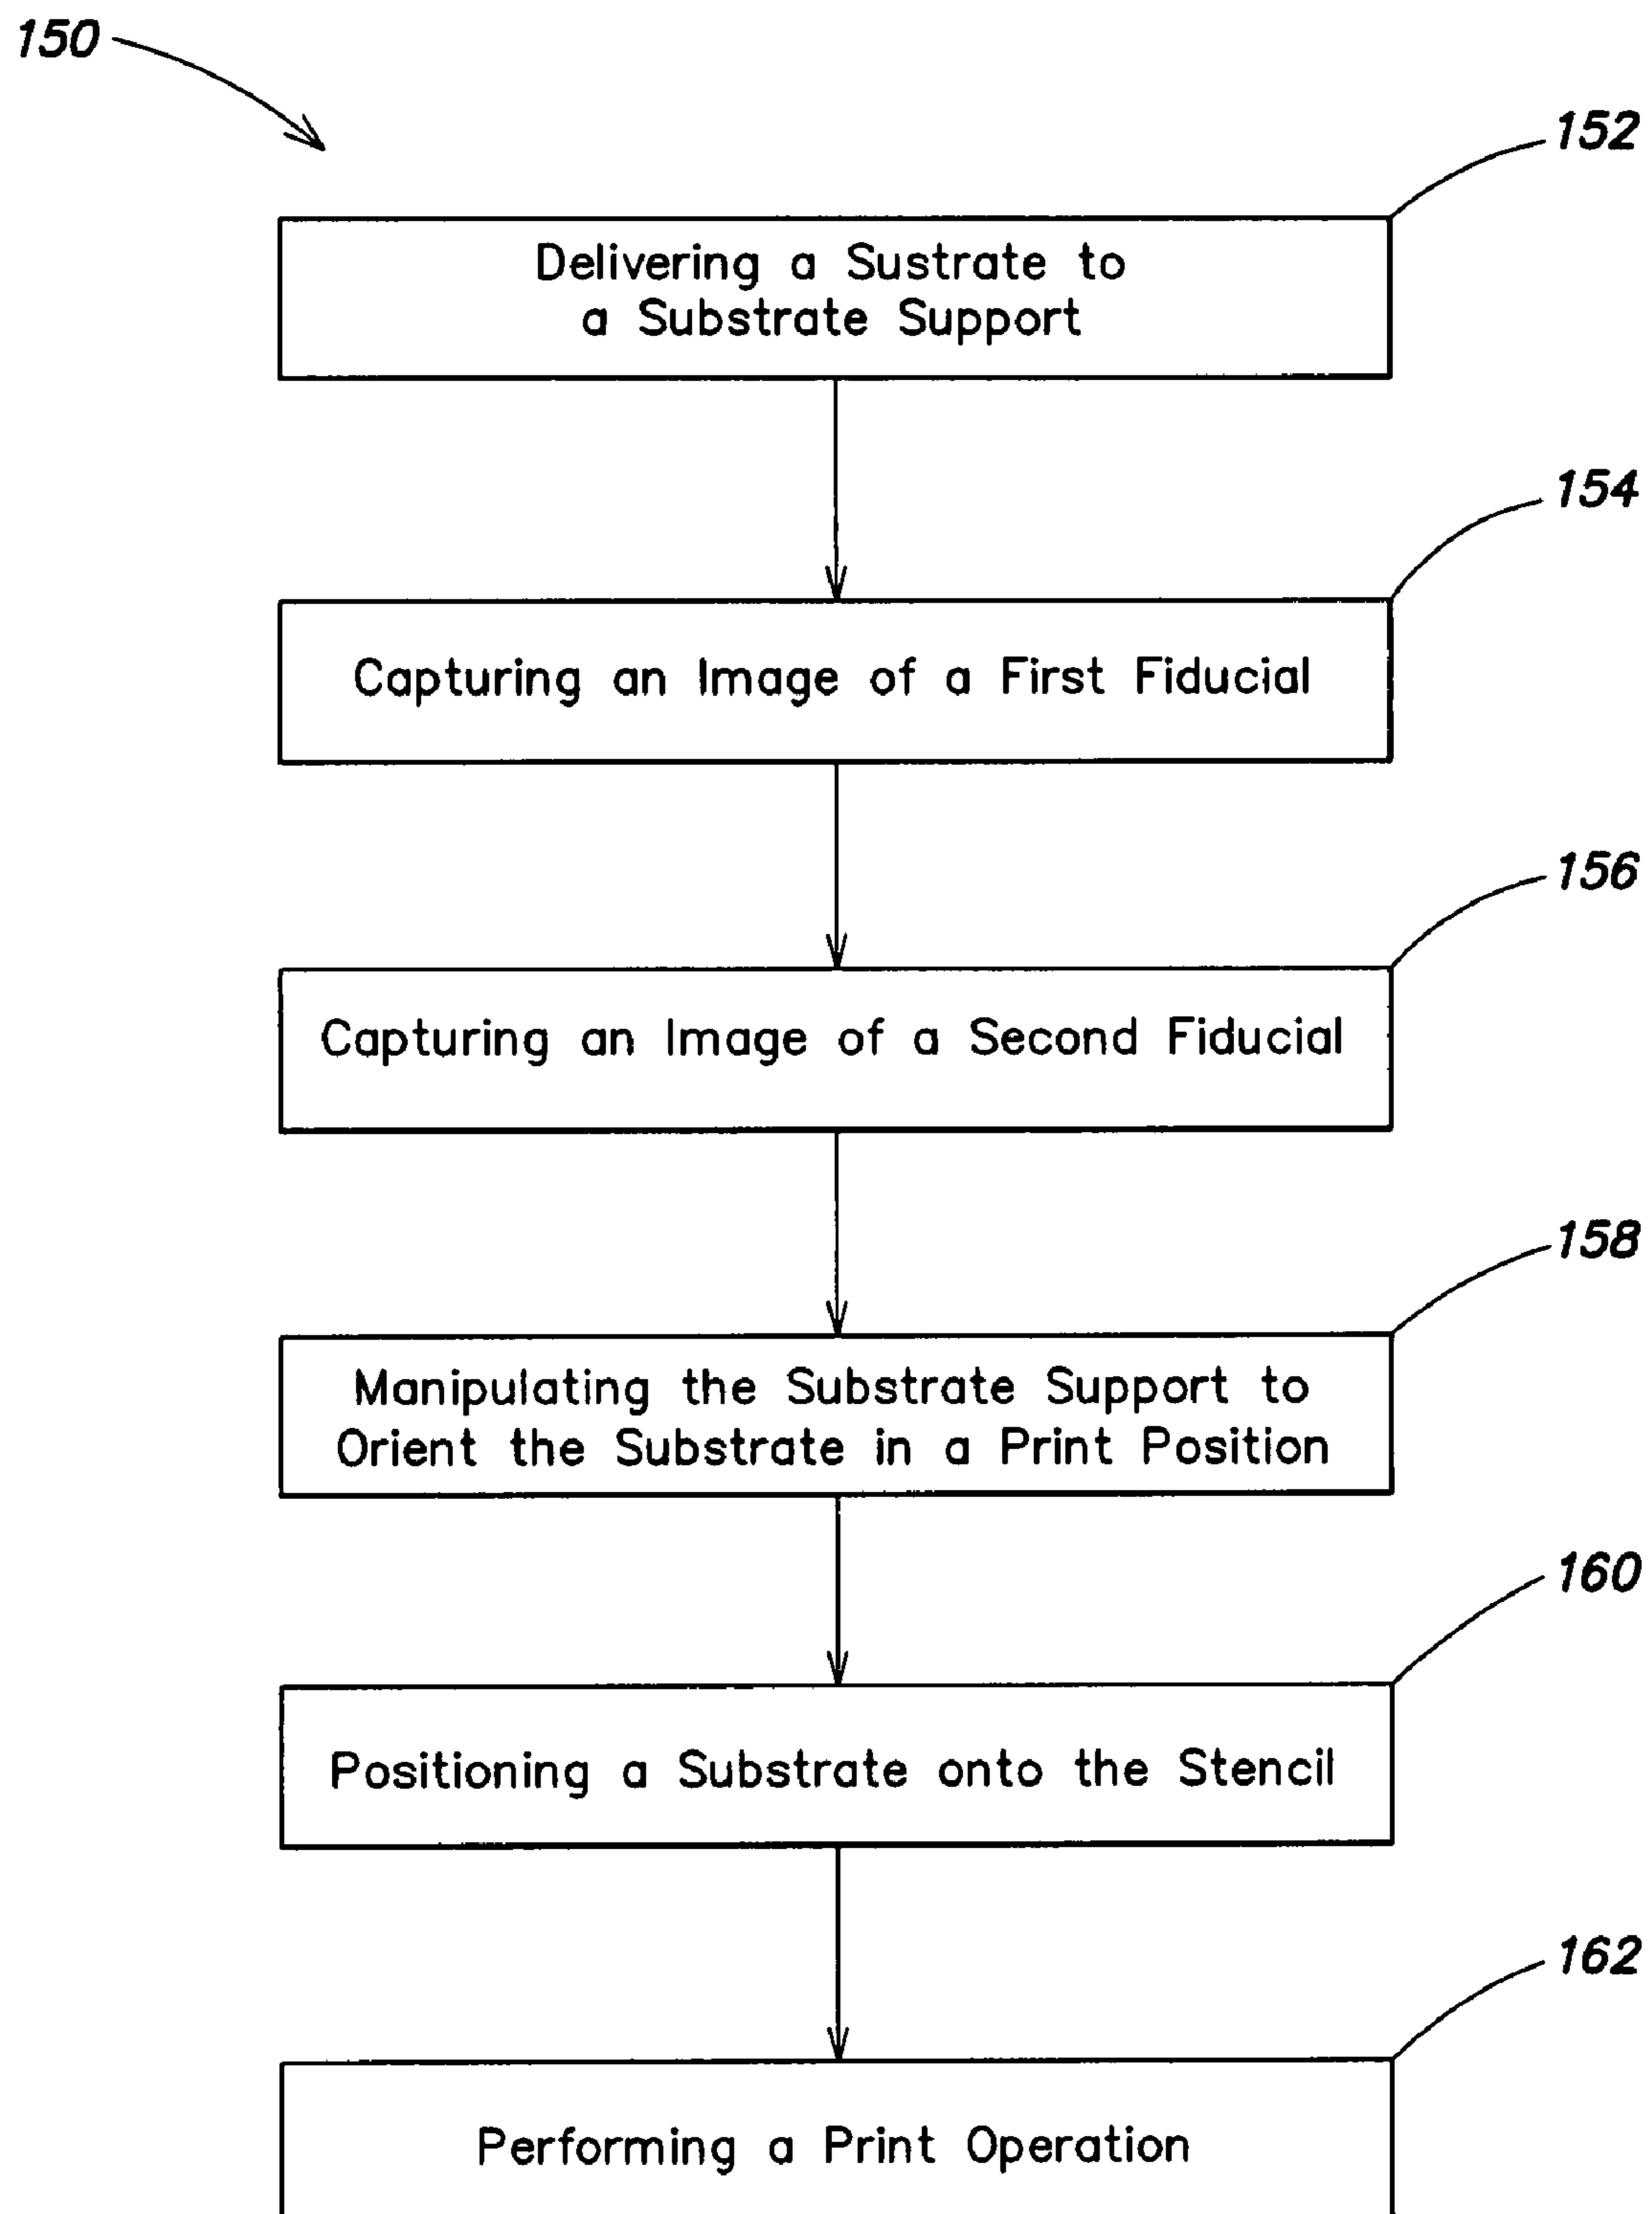 150
152
Delivering a Sustrate to
a Substrate Support
154
Capturing an Image of a First Fiducial
156
Capturing an Image of a Second Fiducial
158
Manipulating the Substrate Support to
Orient the Substrate in a Print Position
160
Positioning a Substrate onto the Stencil
162
Performing a Print Operation